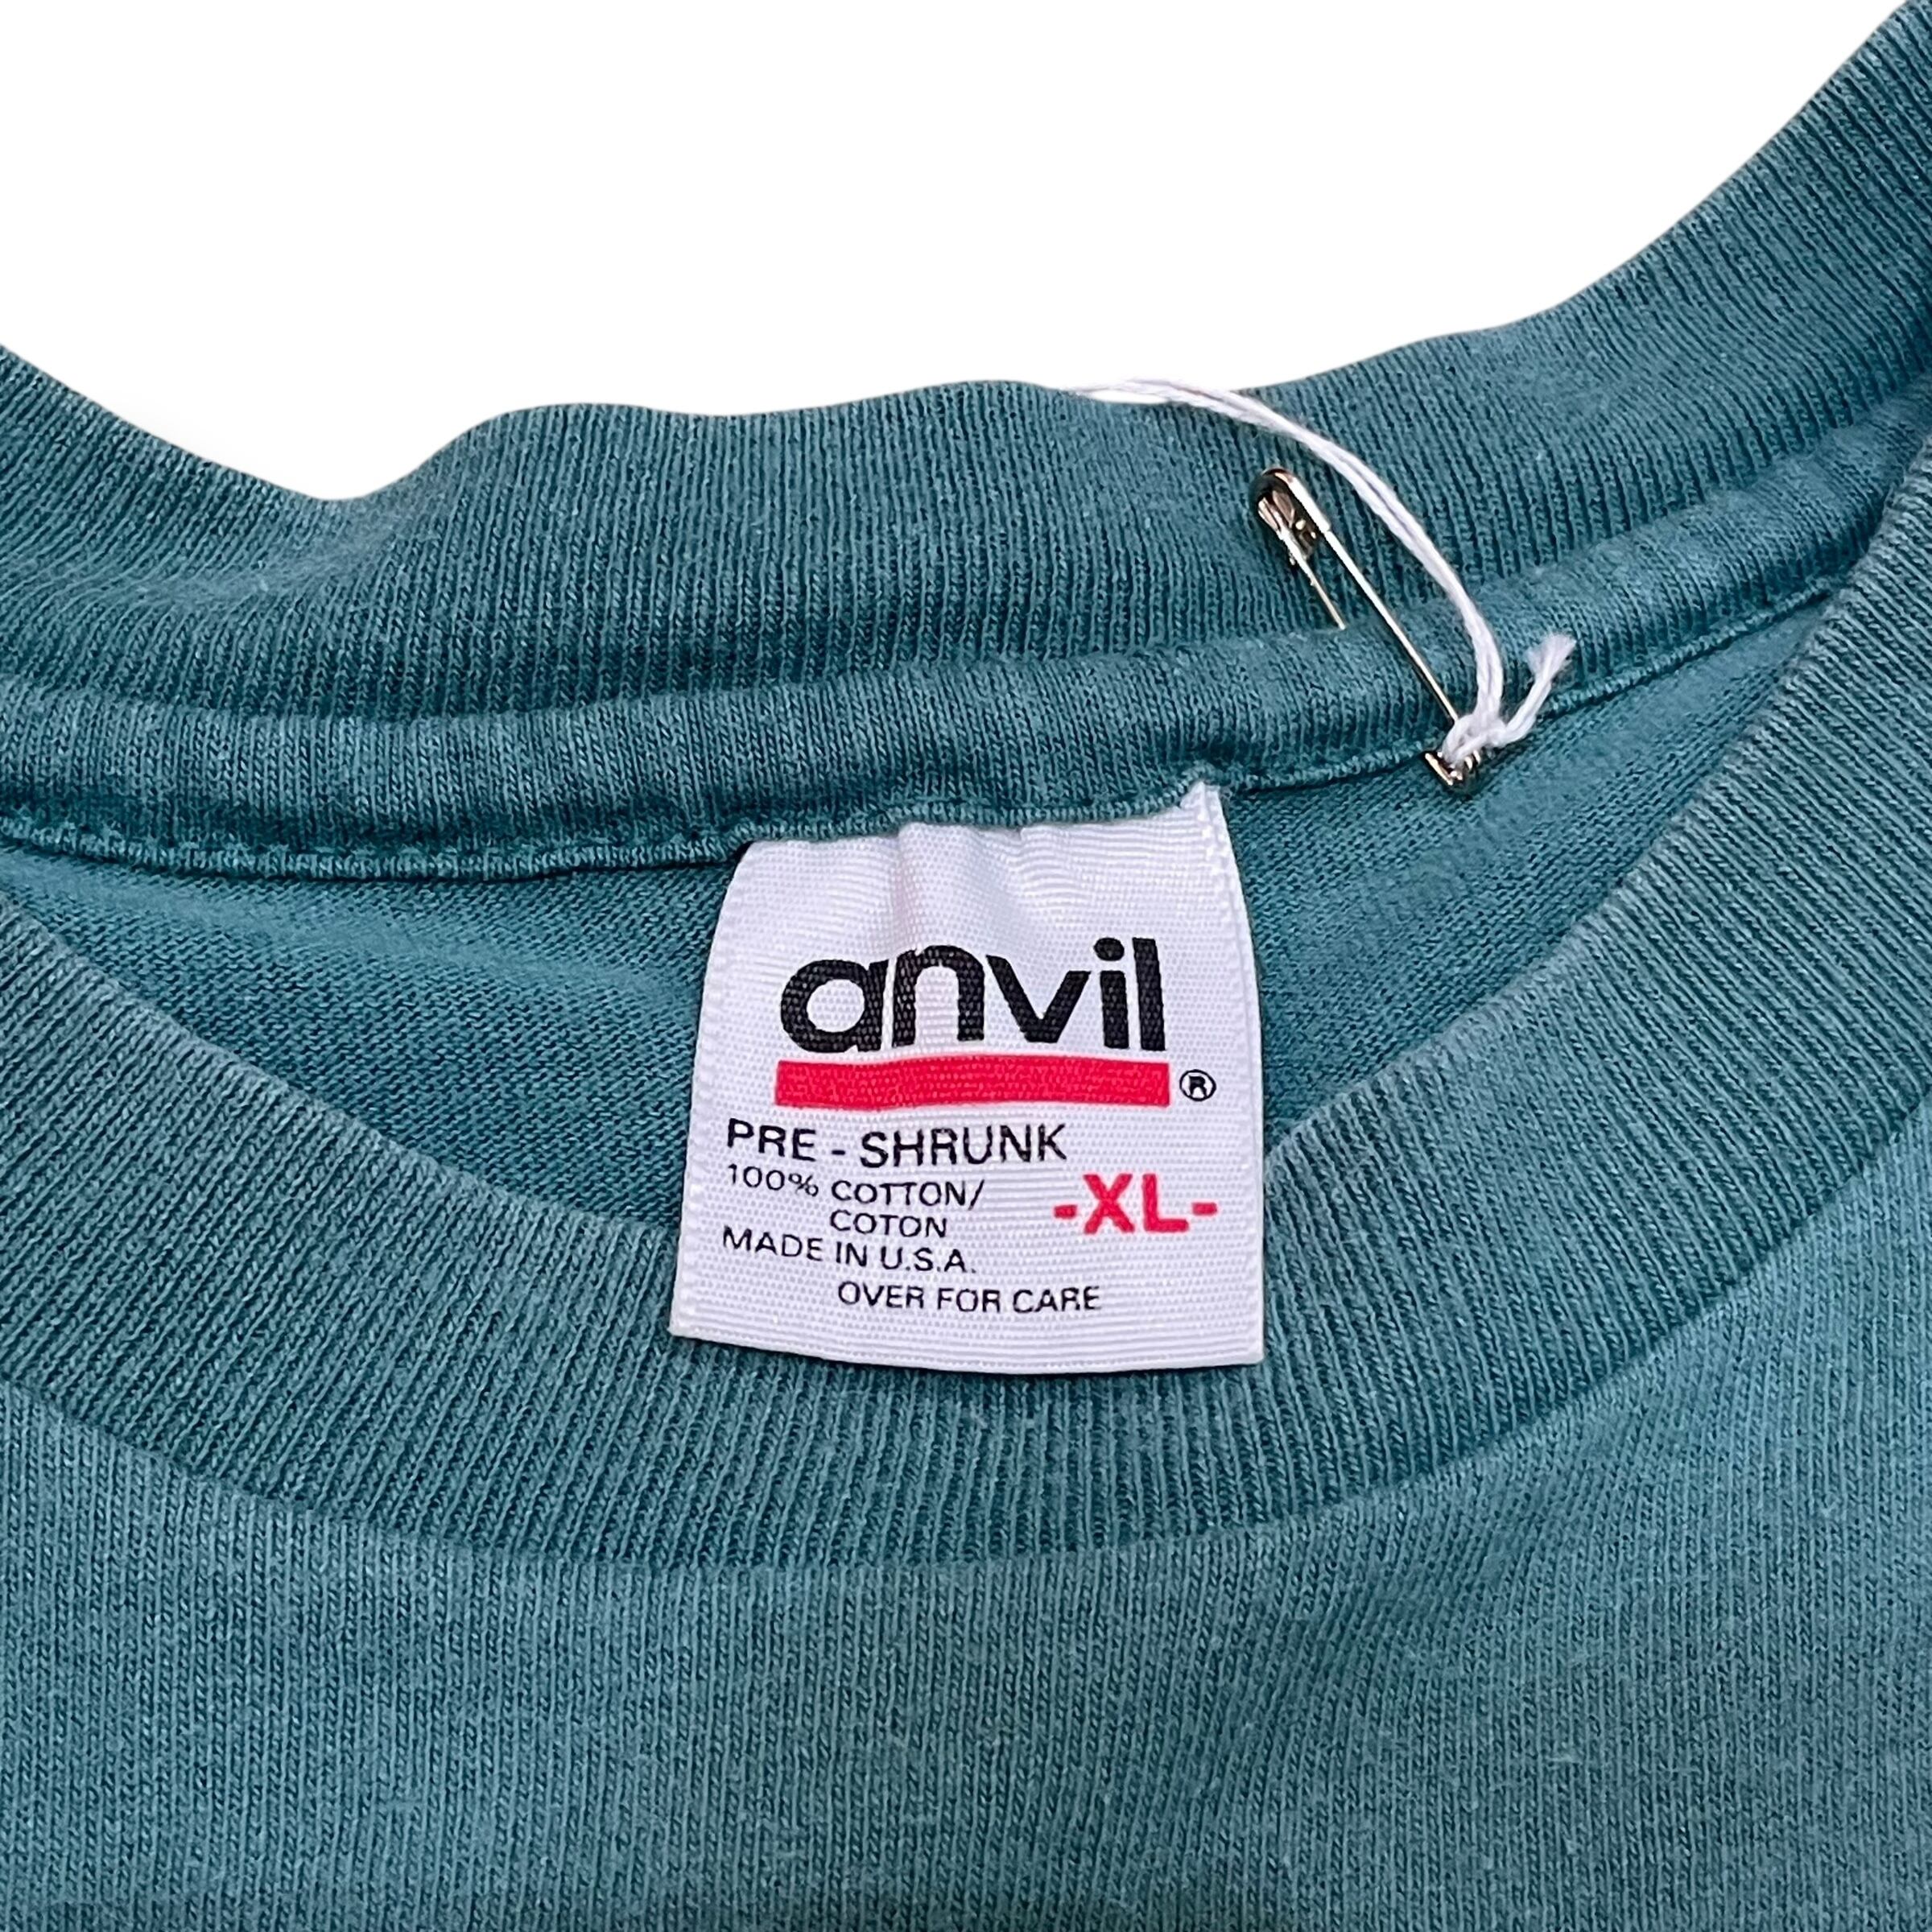 anvil®
PRE - SHRUNK
100% COTTON/
COTON
-XL-
MADE IN U.S.A.
OVER FOR CARE